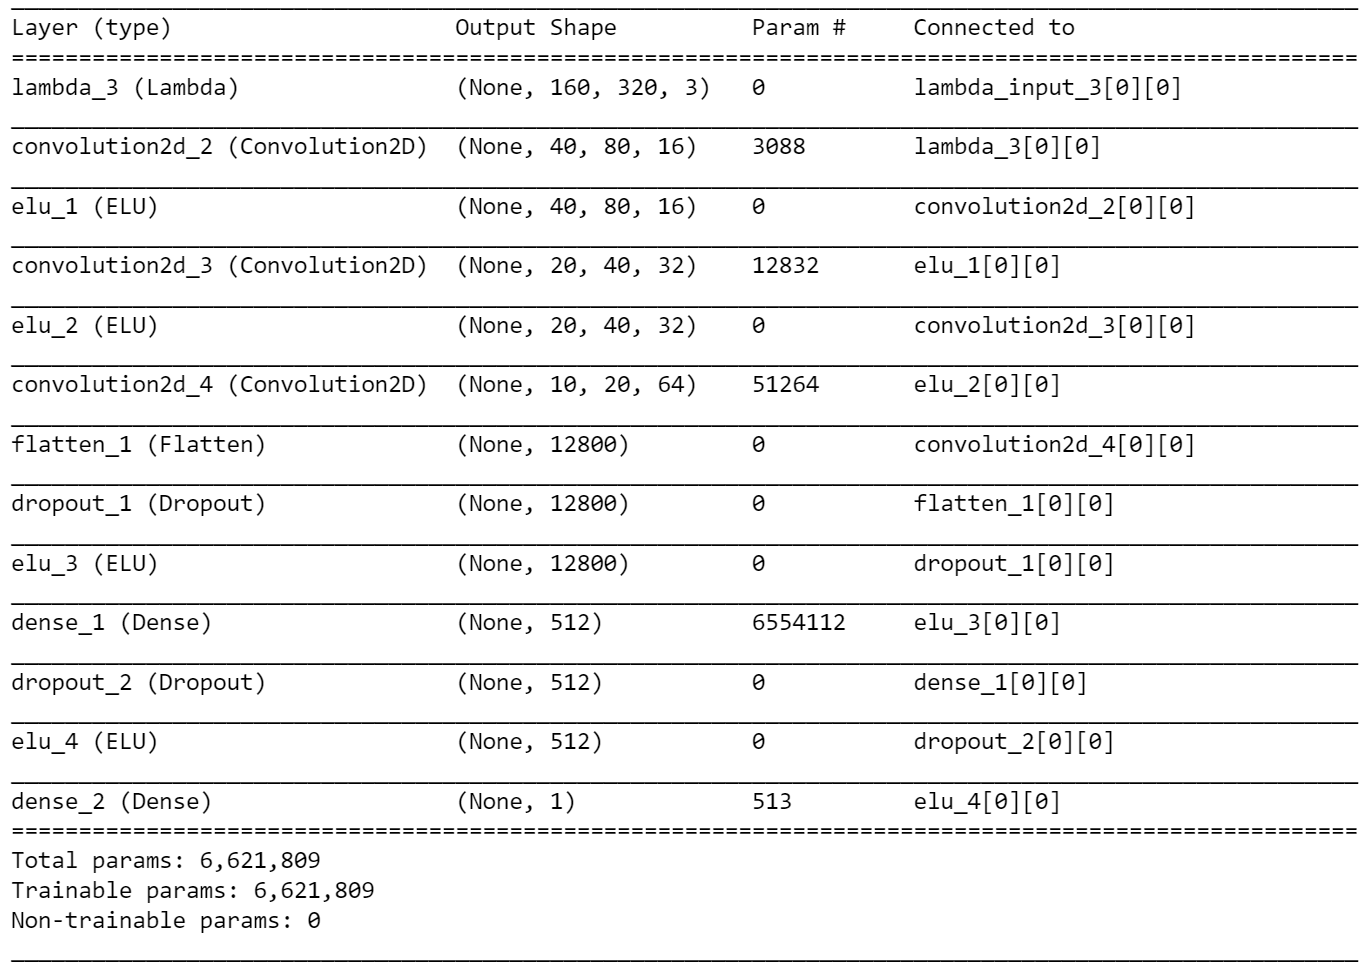 Layer (type) Output Shape Param # Connected to
lambda_3 (Lambda) (None, 160, 320, 3) 0 lambda_input_3[0][0]
convolution2d_2 (Convolution2D) (None, 40, 80, 16) 3088 lambda_3[0][0]
elu_1 (ELU) (None, 40, 80, 16) 0 convolution2d_2[0][0]
convolution2d_3 (Convolution2D) (None, 20, 40, 32) 12832 elu_1[0][0]
elu_2 (ELU) (None, 20, 40, 32) 0 convolution2d_3[0][0]
convolution2d_4 (Convolution2D) (None, 10, 20, 64) 51264 elu_2[0][0]
flatten_1 (Flatten) (None, 12800) 0 convolution2d_4[0][0]
dropout_1 (Dropout) (None, 12800) 0 flatten_1[0][0]
elu_3 (ELU) (None, 12800) 0 dropout_1[0][0]
dense_1 (Dense) (None, 512) 6554112 elu_3[0][0]
dropout_2 (Dropout) (None, 512) 0 dense_1[0][0]
elu_4 (ELU) (None, 512) 0 dropout_2[0][0]
dense_2 (Dense) (None, 1) 513 elu_4[0][0]
Total params: 6,621,809
Trainable params: 6,621,809
Non-trainable params: 0